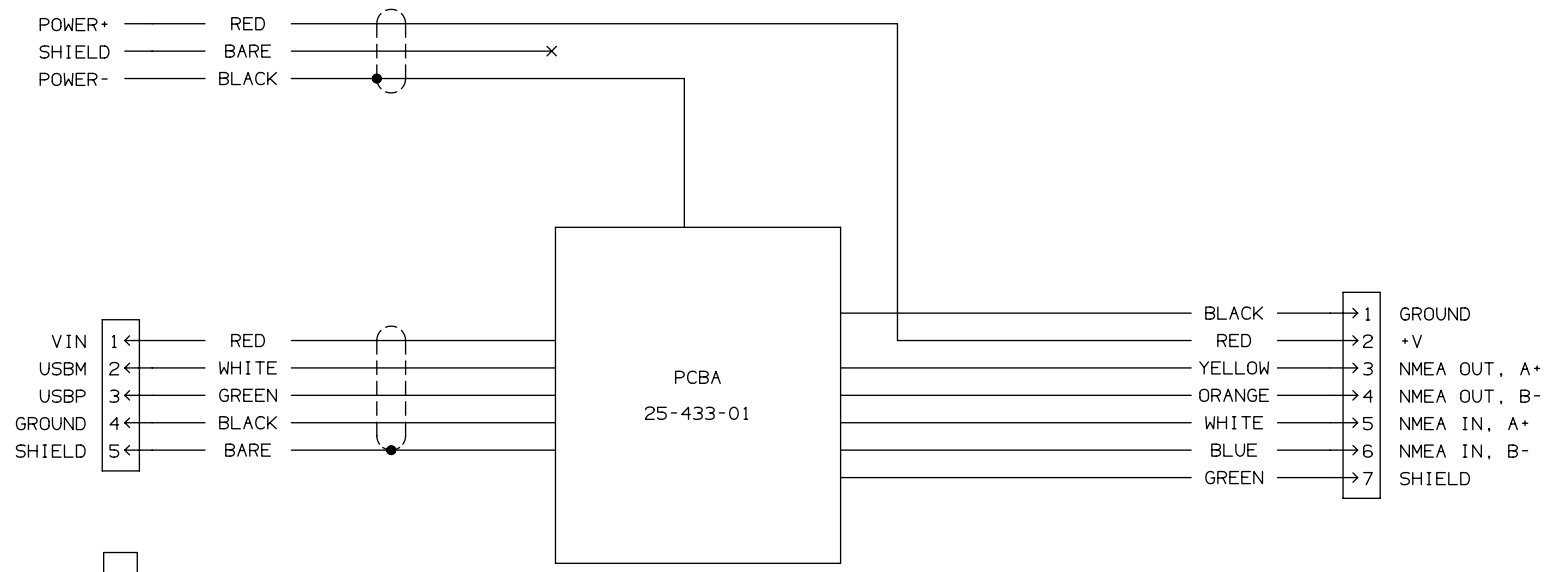 POWER+ RED
SHIELD BARE
POWER- BLACK
BLACK 1 GROUND
VIN 1 RED RED 2 +V
USBM 2 WHITE YELLOW 3 NMEA OUT, A+
PCBA
USBP 3 GREEN ORANGE 4 NMEA OUT, B-
25-433-01
GROUND 4 BLACK WHITE 5 NMEA IN, A+
SHIELD 5 BARE BLUE 6 NMEA IN, B-
GREEN 7 SHIELD